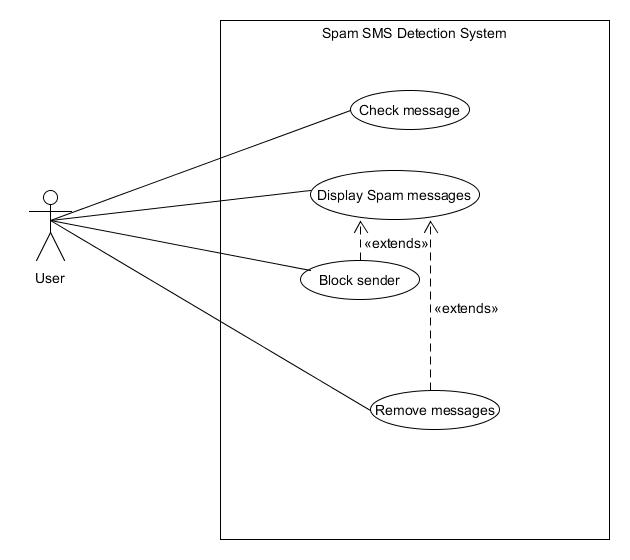 Spam SMS Detection System
Check message
Display Spam messages
«extends»
Block sender
User
«extends»
Remove messages